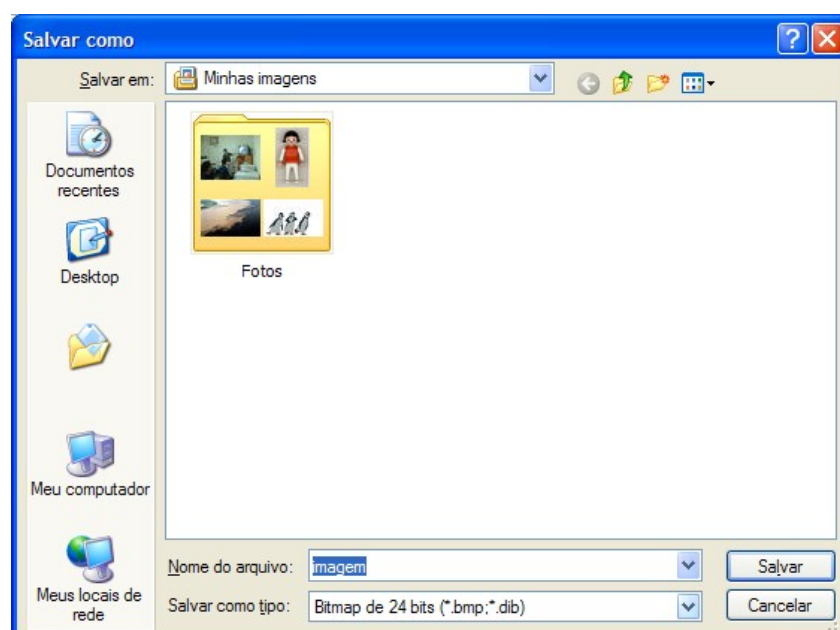 Salvar como
Salvar em: Minhas imagens
Documentos
recentes
Desktop
Meu computador
Meus locais de
rede
Fotos
Nome do arquivo: imagem Salvar
Salvar como tipo: Bitmap de 24 bits (*.bmp;*.dib) Cancelar